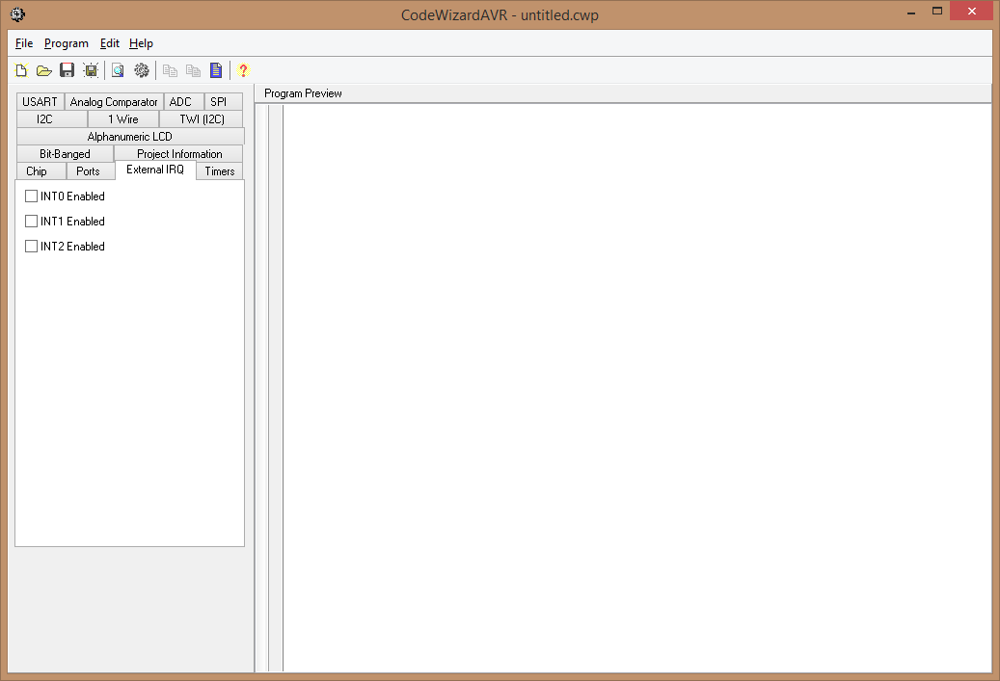 CodeWizardAVR - untitled.cwp
File Program Edit Help
?
Program Preview
USART Analog Comparator ADC SPI
I2C 1 Wire TWI (I2C)
Alphanumeric LCD
Bit-Banged Project Information
Chip Ports External IRQ Timers
INT0 Enabled
INT1 Enabled
INT2 Enabled